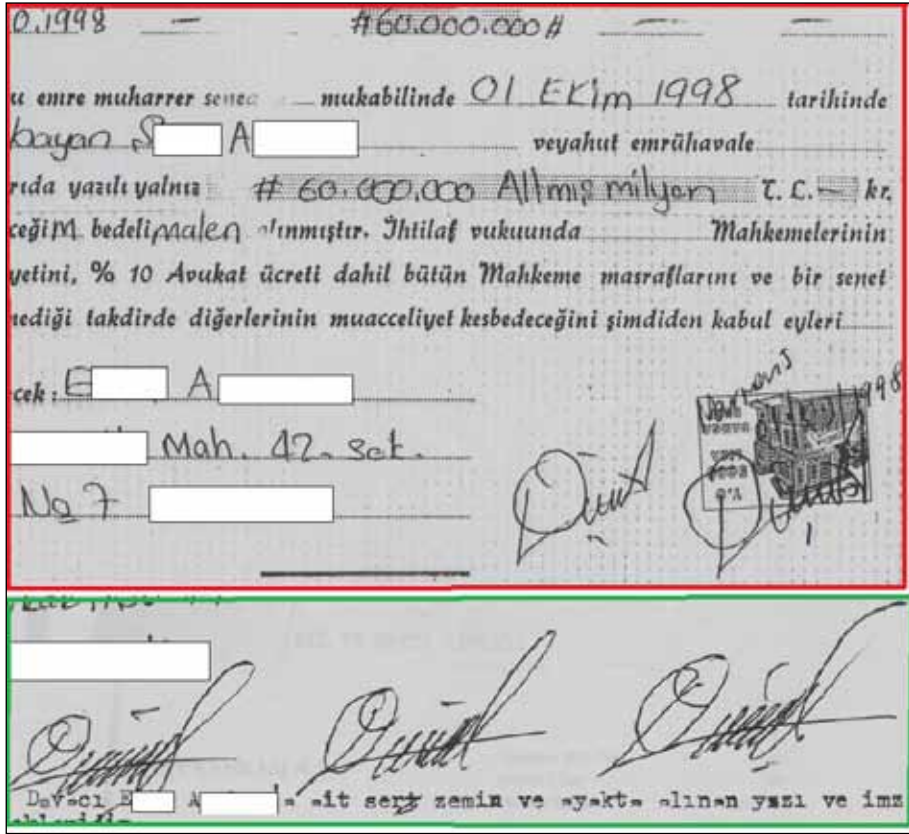 0.1998 — #60.000.000# — —
u emre muharrer sened mukabilinde 01 Ekim 1998 tarihinde
bayan S A veyahut emrühavale
rıda yazılı yalnız # 60.000.000 Altmış milyon T. L. — kr.
ceğiM bedeli malen alınmıştır. İhtilaf vukuunda Mahkemelerinin
yetini, % 10 Avukat ücreti dahil bütün Mahkeme masraflarını ve bir senet
nediği takdirde diğerlerinin muacceliyet kesbedeceğini şimdiden kabul eyleri
cek : E A
Mah. 42. sok.
No 7
1998
Davacı E A ait sert zemin ve ayakta alınan yazı ve imz